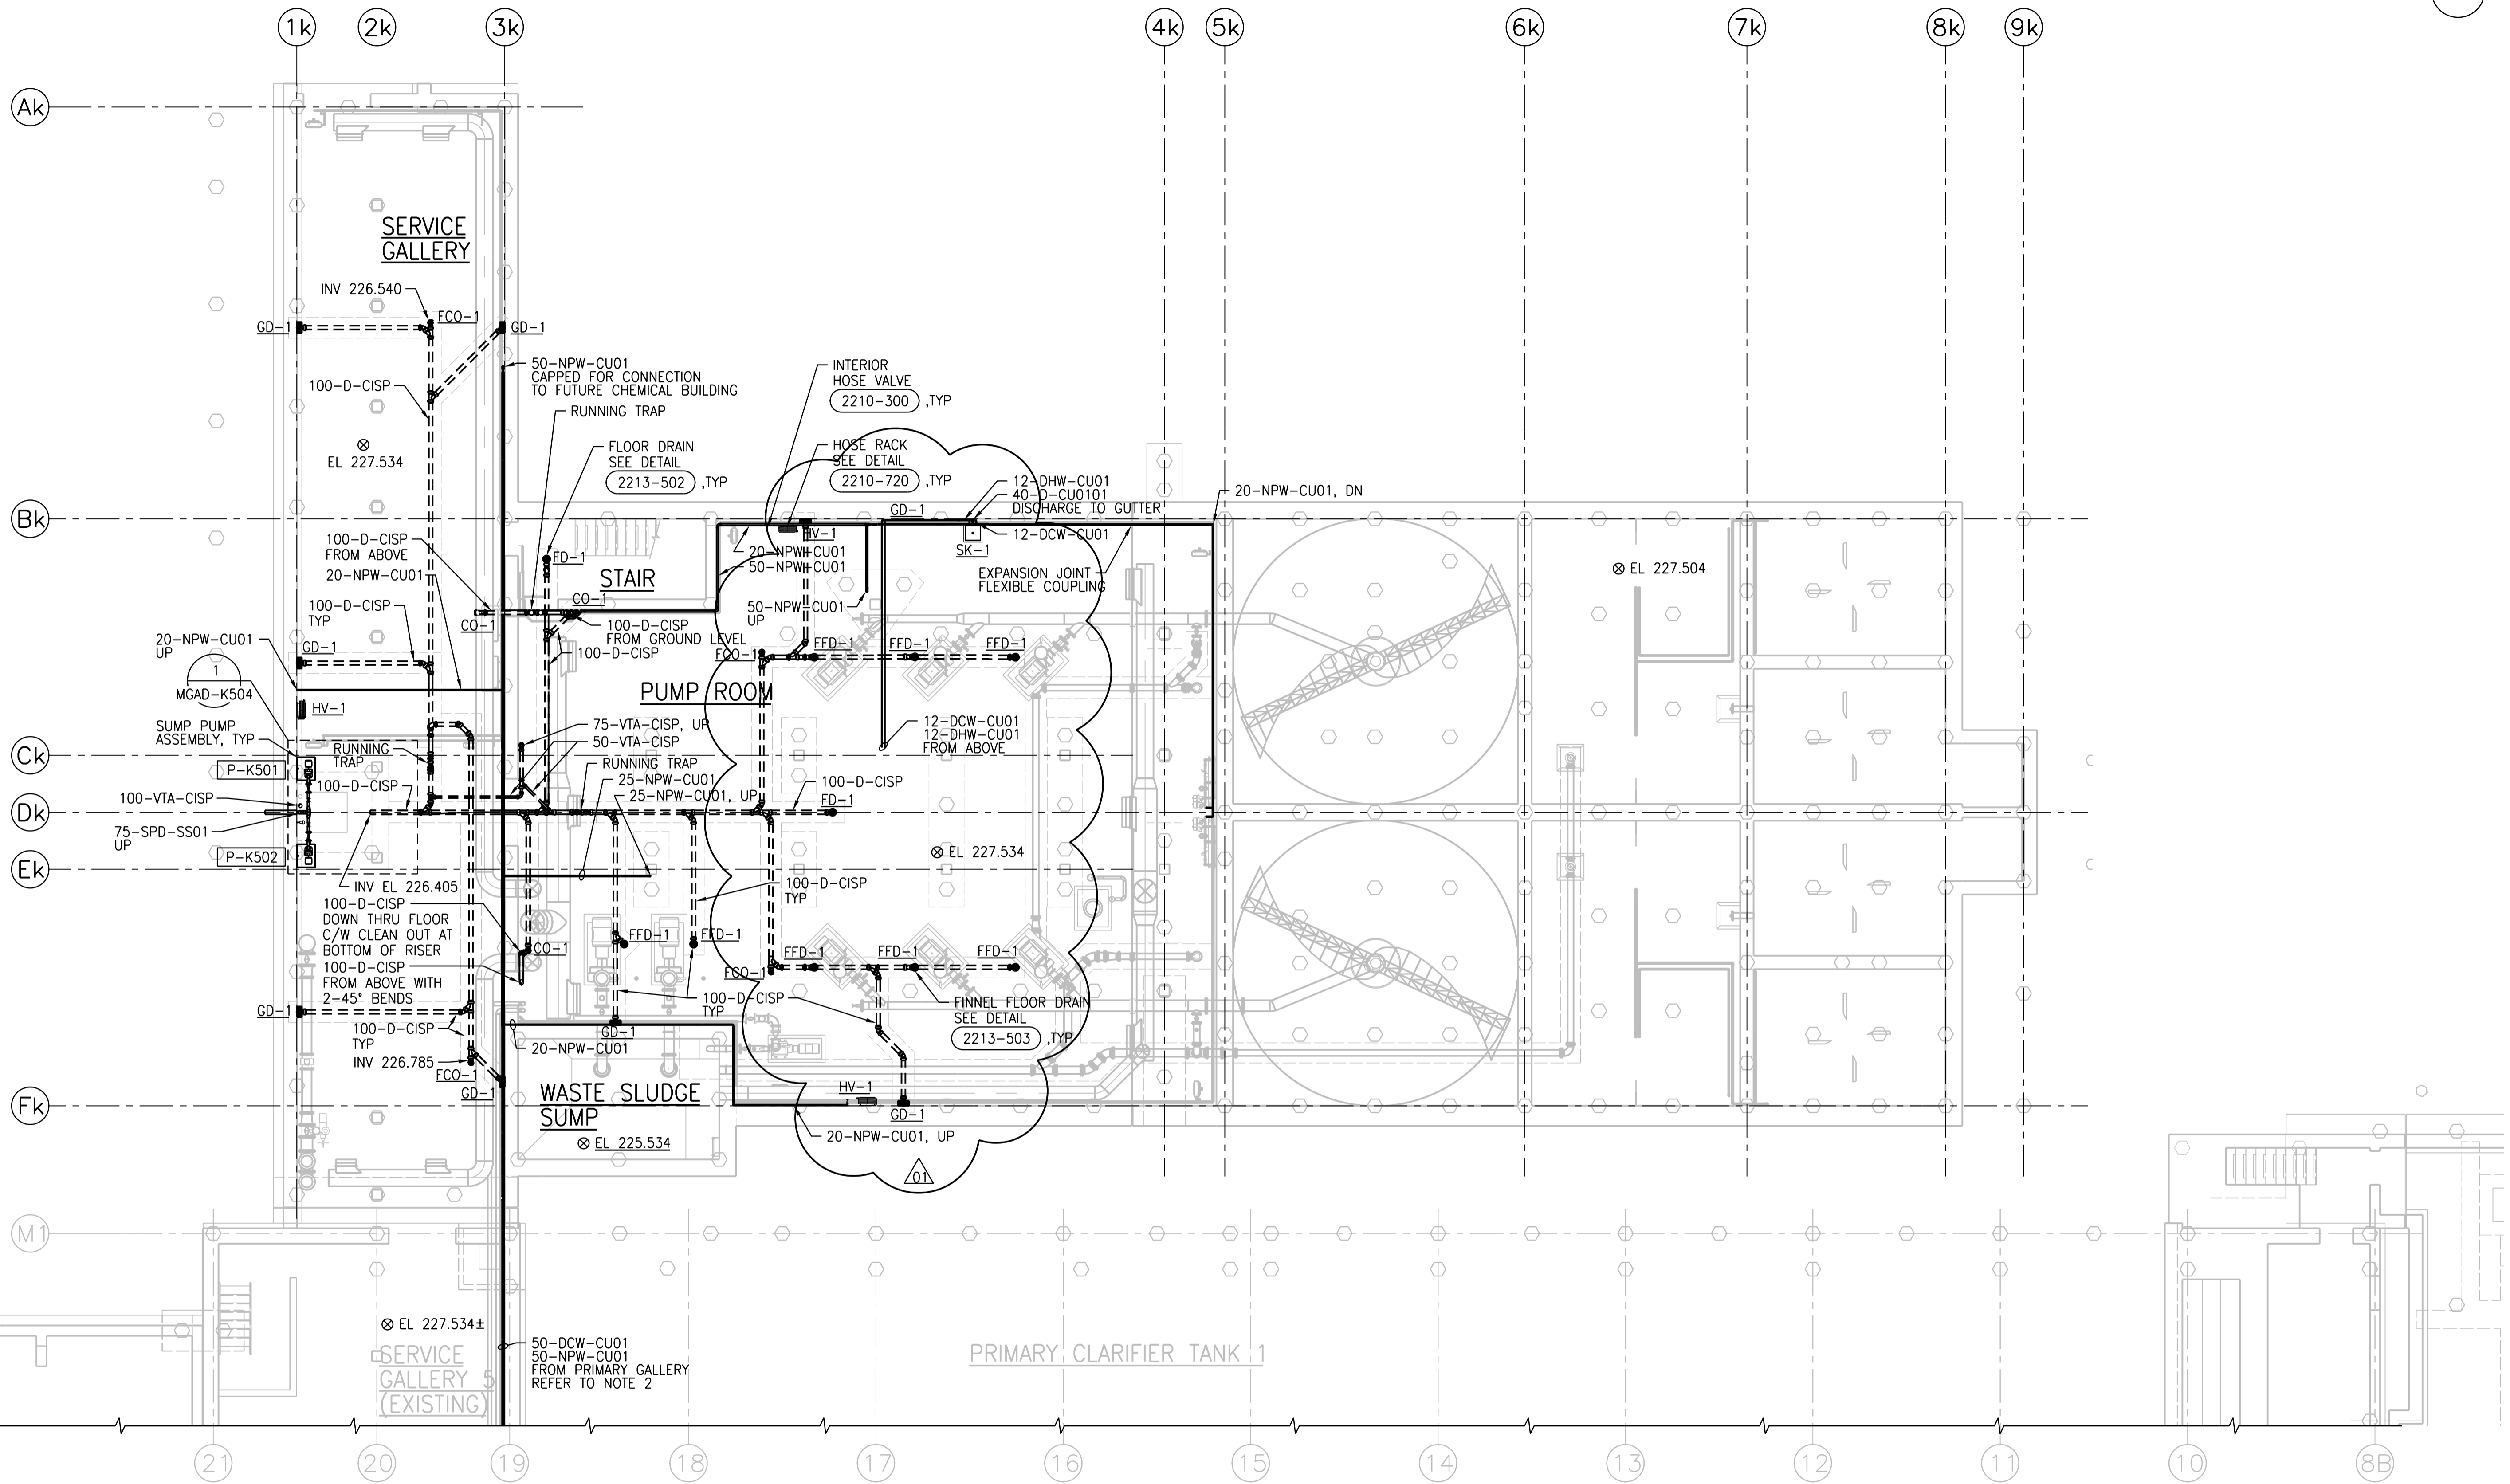 1k
2k
3k
4k
5k
6k
7k
8k
9k
Ak
SERVICE
GALLERY
INV 226.540
FCO-1
GD-1
GD-1
50-NPW-CU01
CAPPED FOR CONNECTION
TO FUTURE CHEMICAL BUILDING
INTERIOR
HOSE VALVE
2210-300 ,TYP
100-D-CISP
RUNNING TRAP
EL 227.534
FLOOR DRAIN
SEE DETAIL
2213-502 ,TYP
HOSE RACK
SEE DETAIL
2210-720 ,TYP
12-DHW-CU01
40-D-CU0101
DISCHARGE TO GUTTER
20-NPW-CU01, DN
Bk
GD-1
HV-1
12-DCW-CU01
SK-1
100-D-CISP
FROM ABOVE
20-NPW-CU01
FD-1
STAIR
20-NPW-CU01
50-NPW-CU01
EXPANSION JOINT
FLEXIBLE COUPLING
EL 227.504
100-D-CISP
TYP
CO-1
CO-1
50-NPW-CU01
UP
100-D-CISP
FROM GROUND LEVEL
100-D-CISP
20-NPW-CU01
UP
GD-1
FCO-1
FFD-1
FFD-1
FFD-1
1
MGAD-K504
PUMP ROOM
HV-1
SUMP PUMP
ASSEMBLY, TYP
RUNNING
TRAP
75-VTA-CISP, UP
50-VTA-CISP
12-DCW-CU01
12-DHW-CU01
FROM ABOVE
Ck
P-K501
RUNNING TRAP
25-NPW-CU01
25-NPW-CU01, UP
100-D-CISP
100-D-CISP
FD-1
100-VTA-CISP
Dk
75-SPD-SS01
UP
P-K502
EL 227.534
Ek
INV EL 226.405
100-D-CISP
DOWN THRU FLOOR
C/W CLEAN OUT AT
BOTTOM OF RISER
100-D-CISP
TYP
FFD-1
FFD-1
CO-1
FFD-1
FFD-1
FFD-1
FCO-1
100-D-CISP
FROM ABOVE WITH
2-45° BENDS
GD-1
100-D-CISP
TYP
100-D-CISP
TYP
FINNEL FLOOR DRAIN
SEE DETAIL
2213-503 ,TYP
GD-1
20-NPW-CU01
INV 226.785
FCO-1
GD-1
WASTE SLUDGE
SUMP
HV-1
GD-1
Fk
20-NPW-CU01, UP
EL 225.534
01
M1
EL 227.534±
SERVICE
GALLERY 5
(EXISTING)
50-DCW-CU01
50-NPW-CU01
FROM PRIMARY GALLERY
REFER TO NOTE 2
PRIMARY CLARIFIER TANK 1
21
20
19
18
17
16
15
14
13
12
11
10
8B